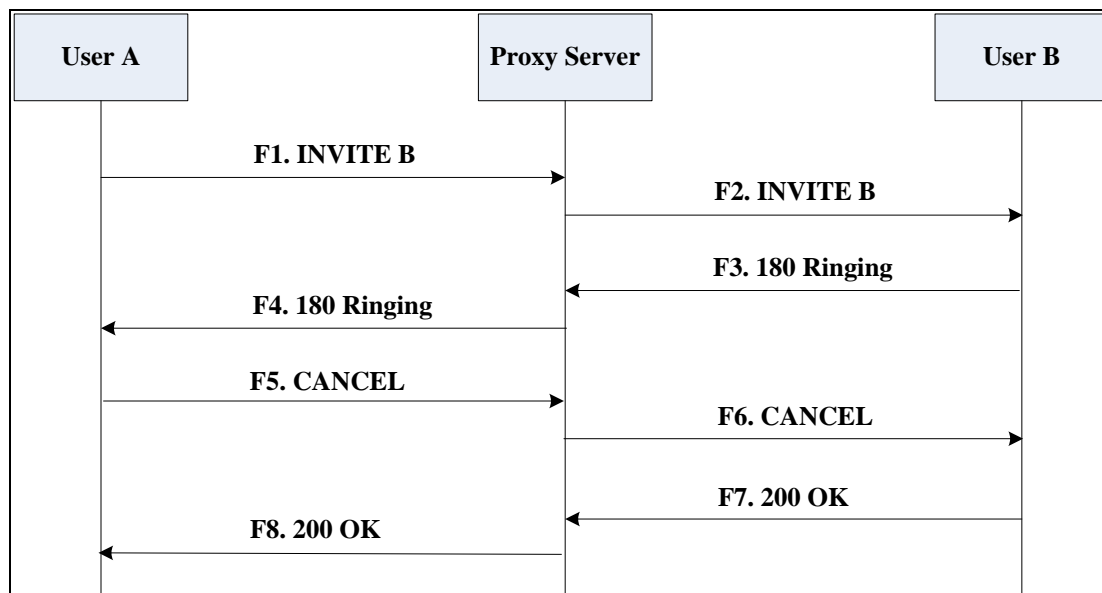 User A
Proxy Server
User B
F1. INVITE B
F2. INVITE B
F3. 180 Ringing
F4. 180 Ringing
F5. CANCEL
F6. CANCEL
F7. 200 OK
F8. 200 OK